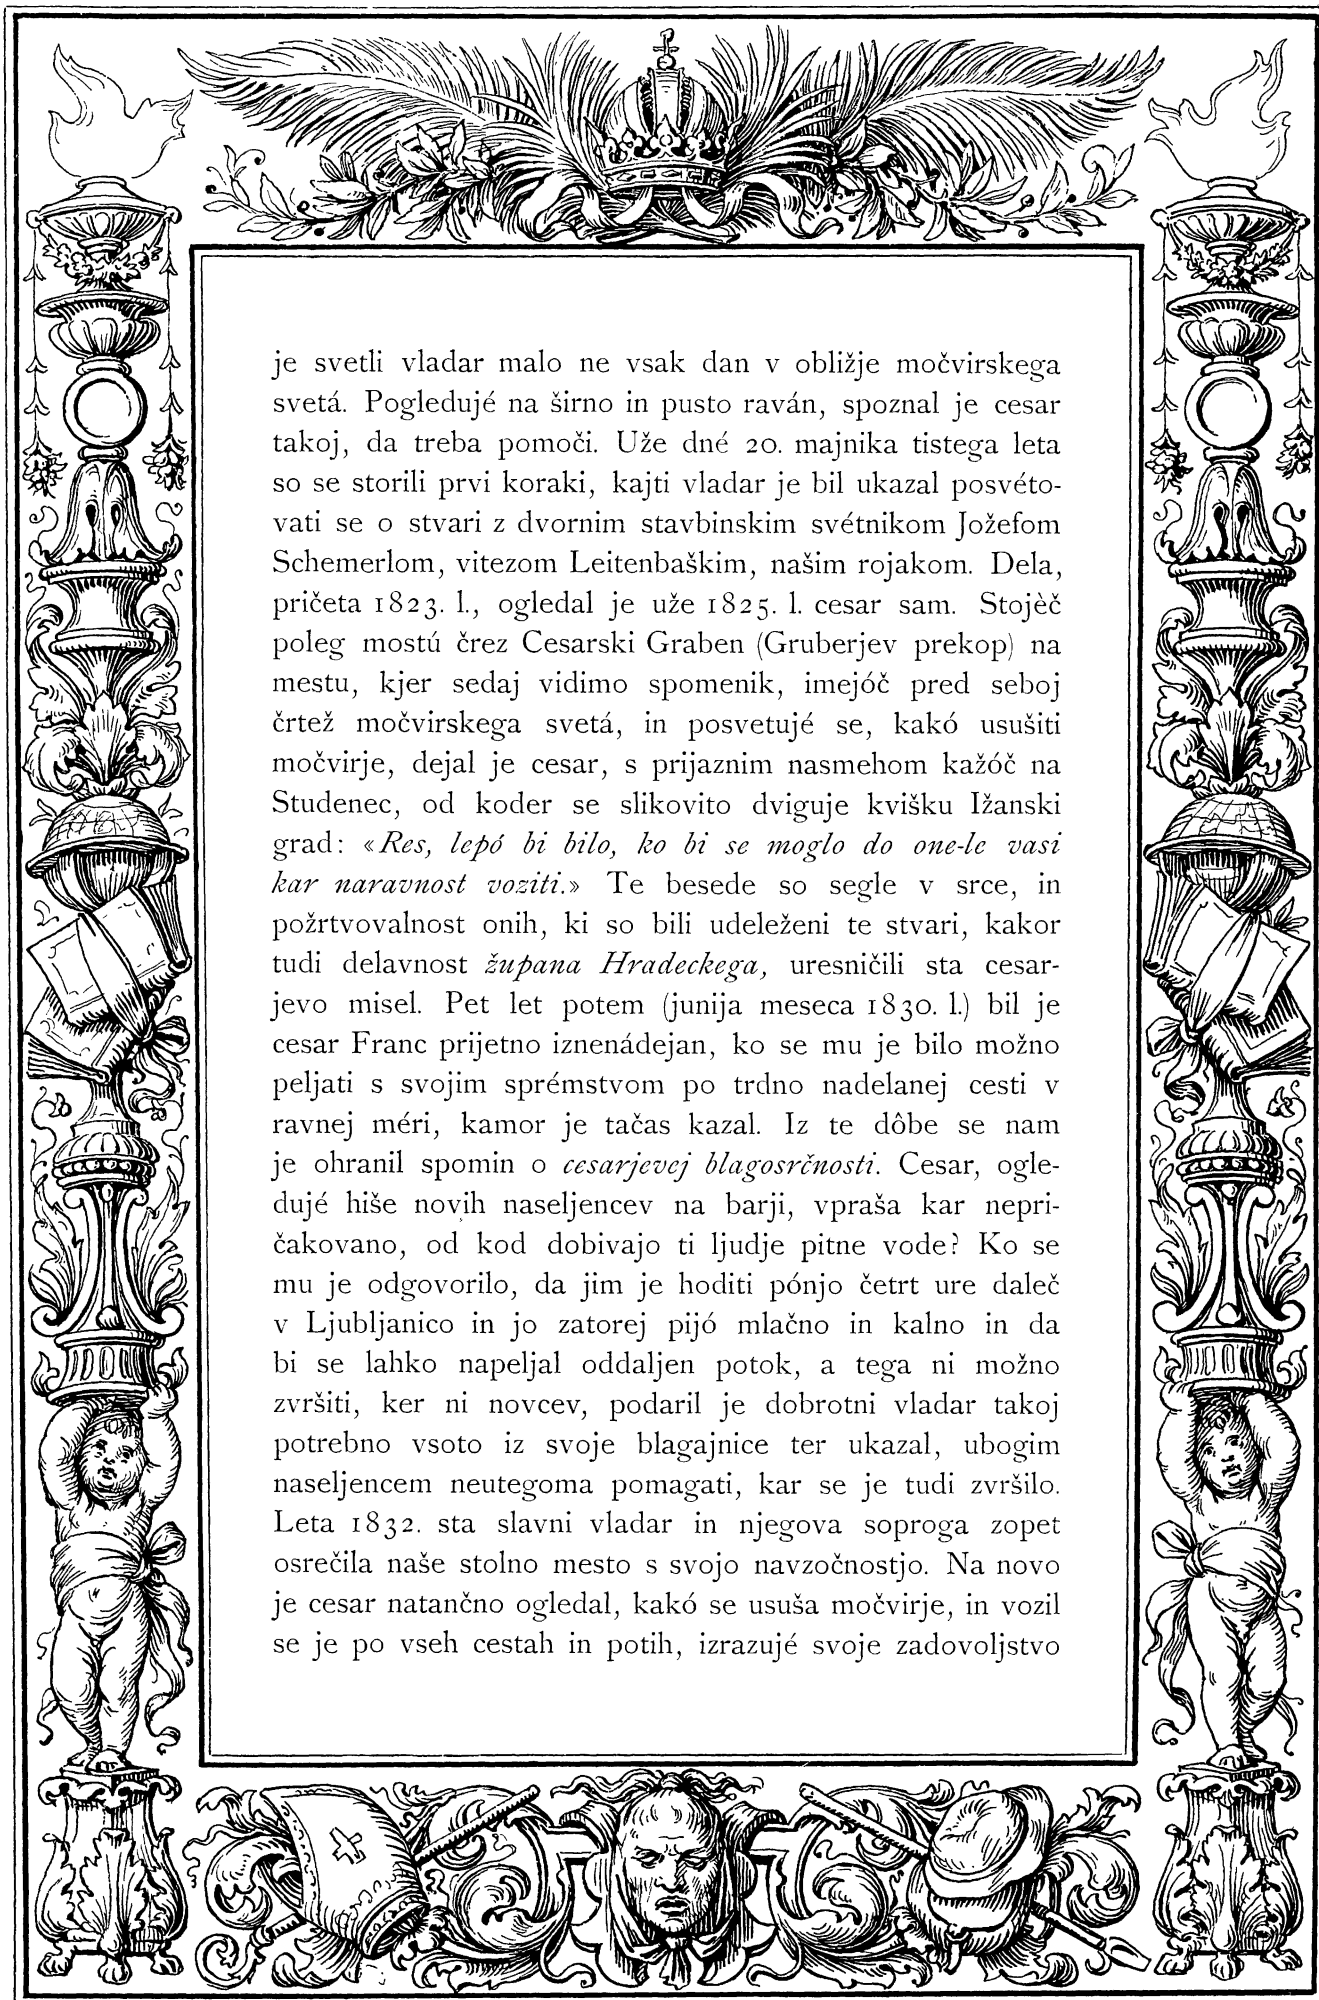 je svetli vladar malo ne vsak dan v obližje močvirskega
svetá. Pogledujé na širno in pusto raván, spoznal je cesar
takoj, da treba pomoči. Uže dné 20. majnika tistega leta
so se storili prvi koraki, kajti vladar je bil ukazal posvéto-
vati se o stvari z dvornim stavbinskim svétnikom Jožefom
Schemerlom, vitezom Leitenbaškim, našim rojakom. Dela,
pričeta 1823. l., ogledal je uže 1825. l. cesar sam. Stojèč
poleg mostú črez Cesarski Graben (Gruberjev prekop) na
mestu, kjer sedaj vidimo spomenik, imejóč pred seboj
črtež močvirskega svetá, in posvetujé se, kakó usušiti
močvirje, dejal je cesar, s prijaznim nasmehom kažóč na
Studenec, od koder se slikovito dviguje kvišku Ižanski
grad: «Res, lepó bi bilo, ko bi se moglo do one-le vasi
kar naravnost voziti.» Te besede so segle v srce, in
požrtvovalnost onih, ki so bili udeleženi te stvari, kakor
tudi delavnost župana Hradeckega, uresničili sta cesar-
jevo misel. Pet let potem (junija meseca 1830. l.) bil je
cesar Franc prijetno iznenádejan, ko se mu je bilo možno
peljati s svojim sprémstvom po trdno nadelanej cesti v
ravnej méri, kamor je tačas kazal. Iz te dôbe se nam
je ohranil spomin o cesarjevej blagosrčnosti. Cesar, ogle-
dujé hiše novih naseljencev na barji, vpraša kar nepri-
čakovano, od kod dobivajo ti ljudje pitne vode? Ko se
mu je odgovorilo, da jim je hoditi pónjo četrt ure daleč
v Ljubljanico in jo zatorej pijó mlačno in kalno in da
bi se lahko napeljal oddaljen potok, a tega ni možno
zvršiti, ker ni novcev, podaril je dobrotni vladar takoj
potrebno vsoto iz svoje blagajnice ter ukazal, ubogim
naseljencem neutegoma pomagati, kar se je tudi zvršilo.
Leta 1832. sta slavni vladar in njegova soproga zopet
osrečila naše stolno mesto s svojo navzočnostjo. Na novo
je cesar natančno ogledal, kakó se usuša močvirje, in vozil
se je po vseh cestah in potih, izrazujé svoje zadovoljstvo